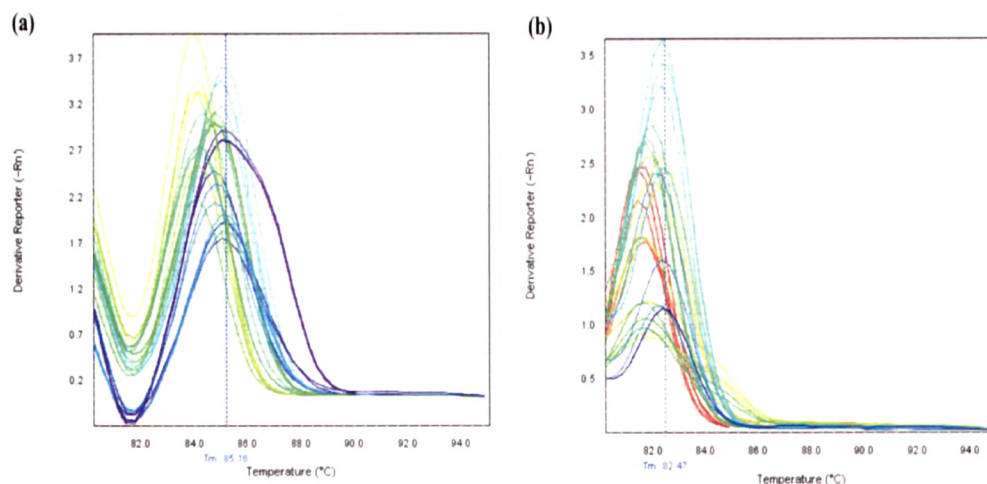 (a)
3.7
3.2
2.7
2.2
1.7
1.2
0.7
0.2
Derivative Reporter (−Rn')
82.0 84.0 86.0 88.0 90.0 92.0 94.0
Tm 85.16
Temperature (°C)
(b)
3.5
3.0
2.5
2.0
1.5
1.0
0.5
Derivative Reporter (−Rn')
82.0 84.0 86.0 88.0 90.0 92.0 94.0
Tm 82.47
Temperature (°C)